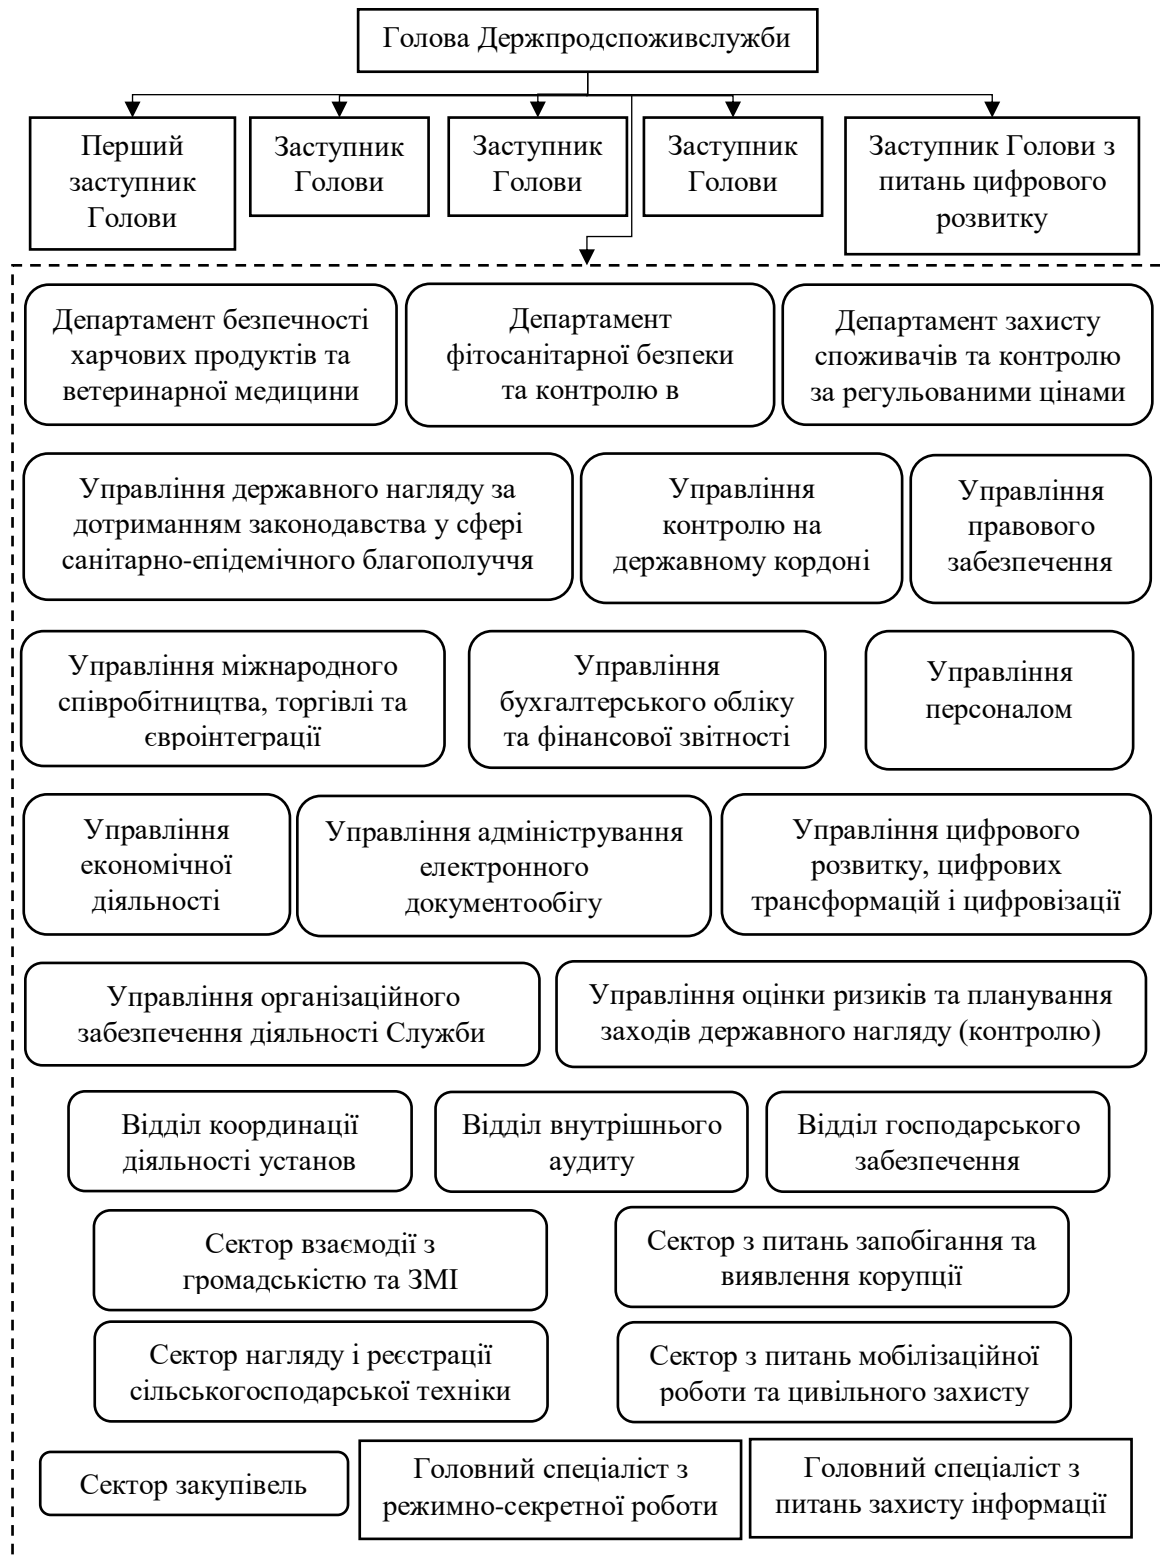 Голова Держпродспоживслужби
Перший
заступник
Голови
Заступник
Голови
Заступник
Голови
Заступник
Голови
Заступник Голови з
питань цифрового
розвитку
Департамент безпечності
харчових продуктів та
ветеринарної медицини
Департамент
фітосанітарної безпеки
та контролю в
Департамент захисту
споживачів та контролю
за регульованими цінами
Управління державного нагляду за
дотриманням законодавства у сфері
санітарно-епідемічного благополуччя
Управління
контролю на
державному кордоні
Управління
правового
забезпечення
Управління міжнародного
співробітництва, торгівлі та
євроінтеграції
Управління
бухгалтерського обліку
та фінансової звітності
Управління
персоналом
Управління
економічної
діяльності
Управління адміністрування
електронного
документообігу
Управління цифрового
розвитку, цифрових
трансформацій і цифровізації
Управління організаційного
забезпечення діяльності Служби
Управління оцінки ризиків та планування
заходів державного нагляду (контролю)
Відділ координації
діяльності установ
Відділ внутрішнього
аудиту
Відділ господарського
забезпечення
Сектор взаємодії з
громадськістю та ЗМІ
Сектор з питань запобігання та
виявлення корупції
Сектор нагляду і реєстрації
сільськогосподарської техніки
Сектор з питань мобілізаційної
роботи та цивільного захисту
Сектор закупівель
Головний спеціаліст з
режимно-секретної роботи
Головний спеціаліст з
питань захисту інформації